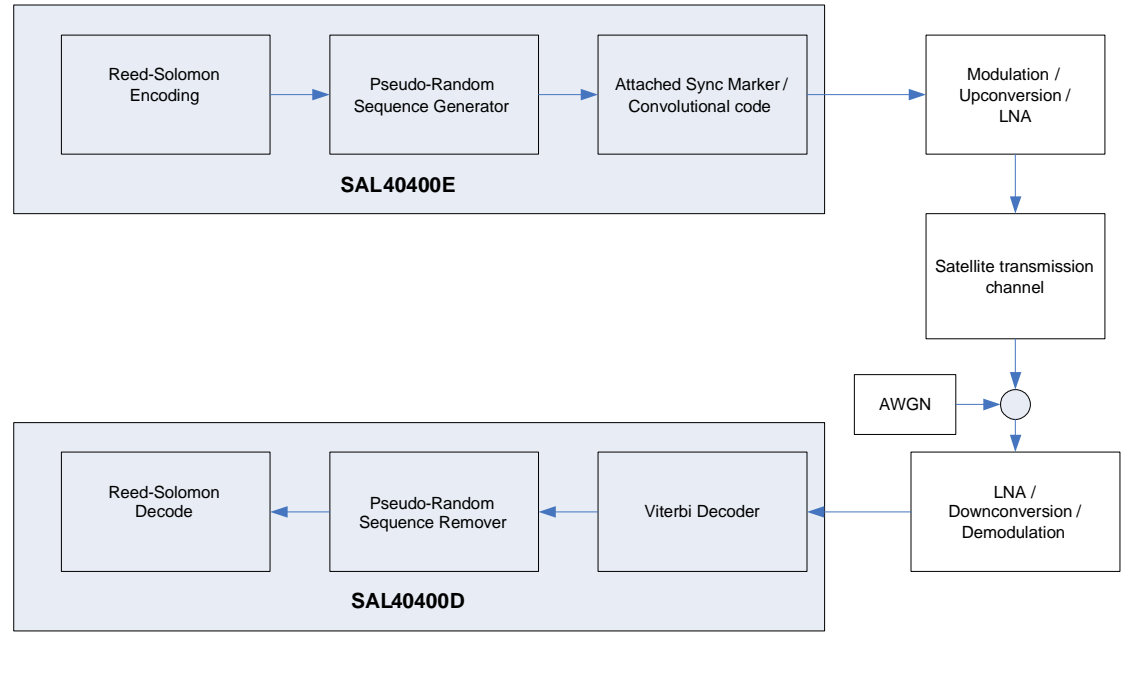 Reed-Solomon
Encoding
Pseudo-Random
Sequence Generator
Attached Sync Marker /
Convolutional code
Modulation /
Upconversion /
LNA
SAL40400E
Satellite transmission
channel
AWGN
LNA /
Downconversion /
Demodulation
Viterbi Decoder
Pseudo-Random
Sequence Remover
Reed-Solomon
Decode
SAL40400D